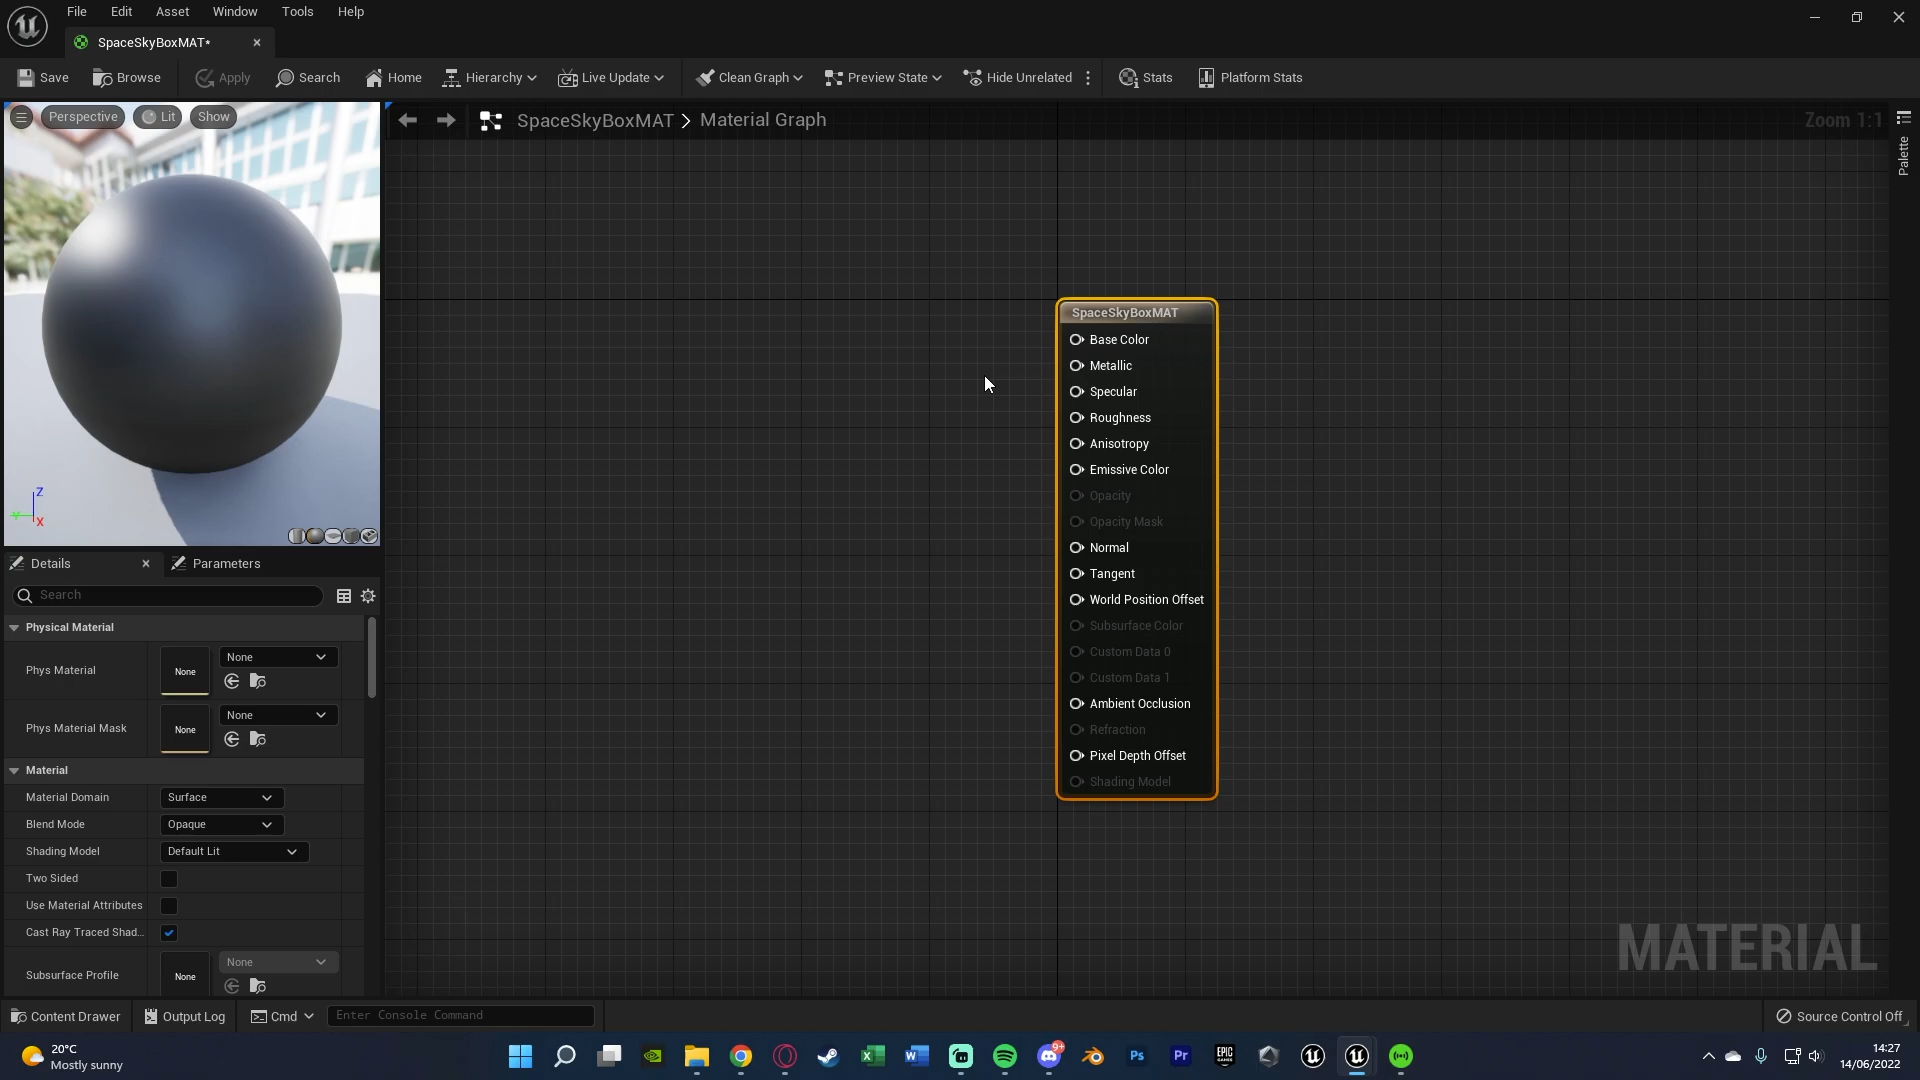 File Edit Asset Window Tools Help
SpaceSkyBoxMAT*
Save Browse Apply Search Home Hierarchy Live Update Clean Graph Preview State Hide Unrelated Stats Platform Stats
Perspective Lit Show
SpaceSkyBoxMAT > Material Graph
Zoom 1:1
Palette
SpaceSkyBoxMAT
Base Color
Metallic
Specular
Roughness
Anisotropy
Emissive Color
Opacity
Opacity Mask
Normal
Tangent
World Position Offset
Subsurface Color
Custom Data 0
Custom Data 1
Ambient Occlusion
Refraction
Pixel Depth Offset
Shading Model
Z
Y
X
Details Parameters
Search
Physical Material
Phys Material None None
Phys Material Mask None None
Material
Material Domain Surface
Blend Mode Opaque
Shading Model Default Lit
Two Sided
Use Material Attributes
Cast Ray Traced Shad...
Subsurface Profile None None
MATERIAL
Content Drawer Output Log Cmd Enter Console Command Source Control Off
20°C
Mostly sunny
9+
Ps Pr
EPIC GAMES
14:27
14/06/2022